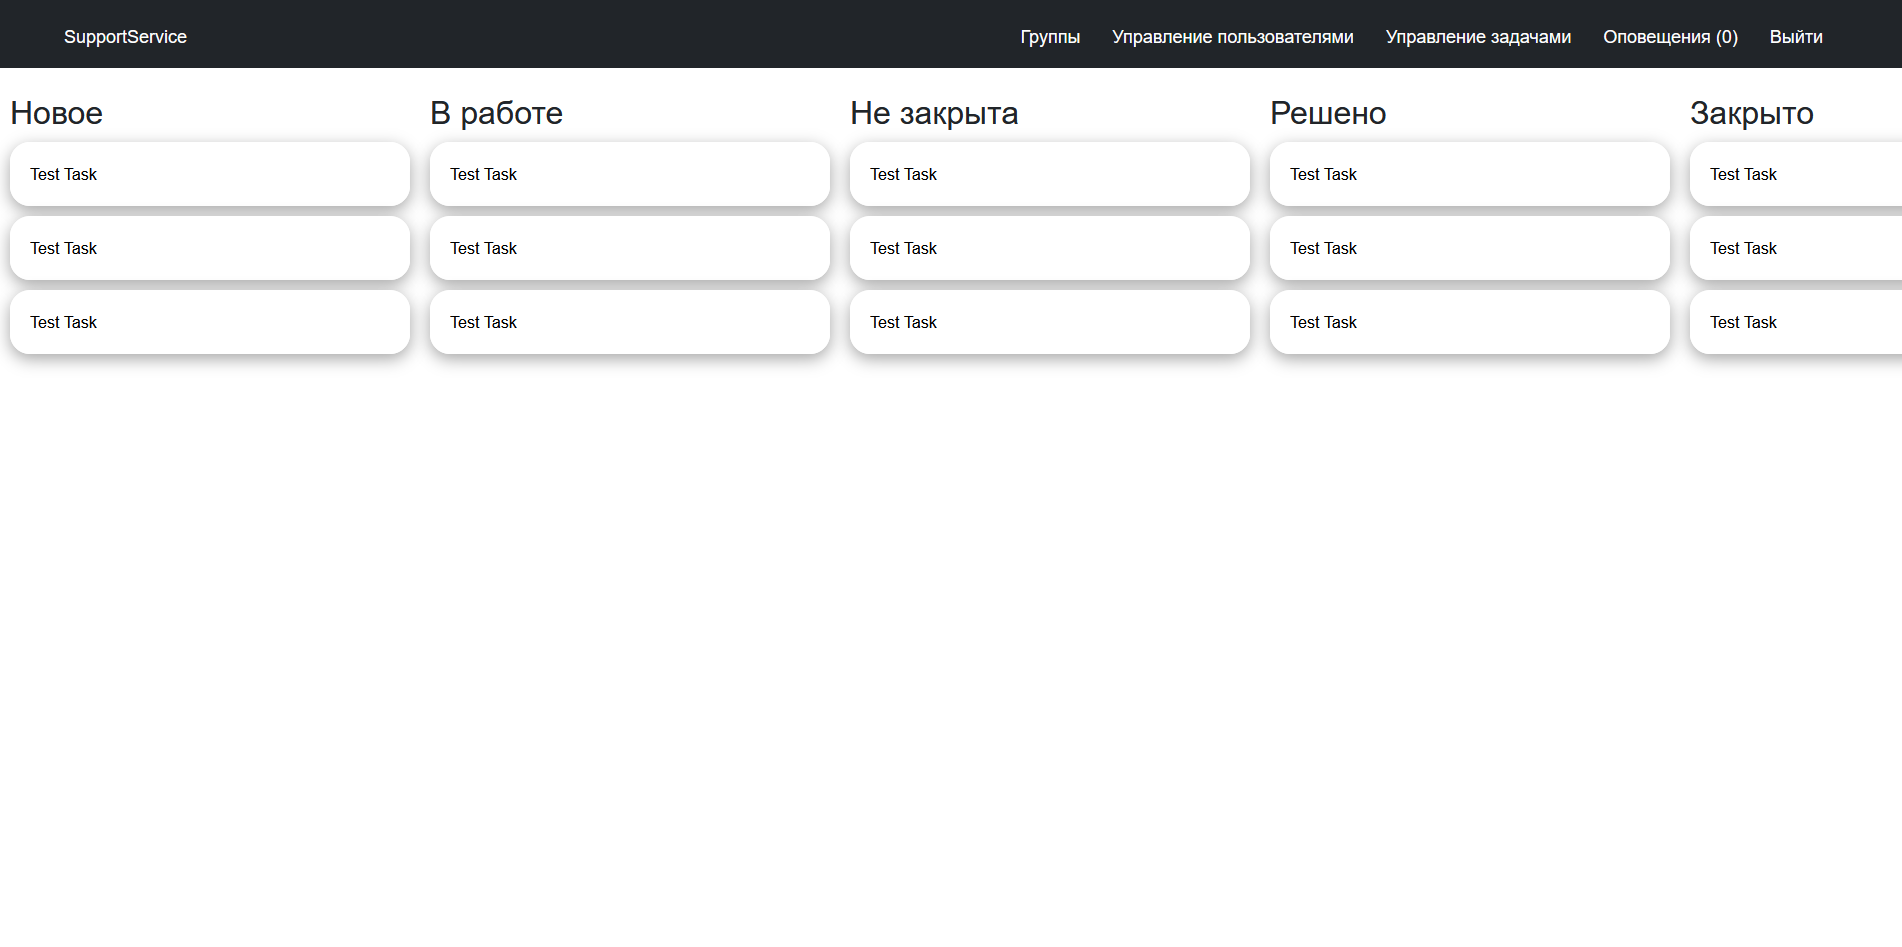 SupportService Группы Управление пользователями Управление задачами Оповещения (0) Выйти
Новое В работе Не закрыта Решено Закрыто
Test Task Test Task Test Task Test Task Test Task
Test Task Test Task Test Task Test Task Test Task
Test Task Test Task Test Task Test Task Test Task